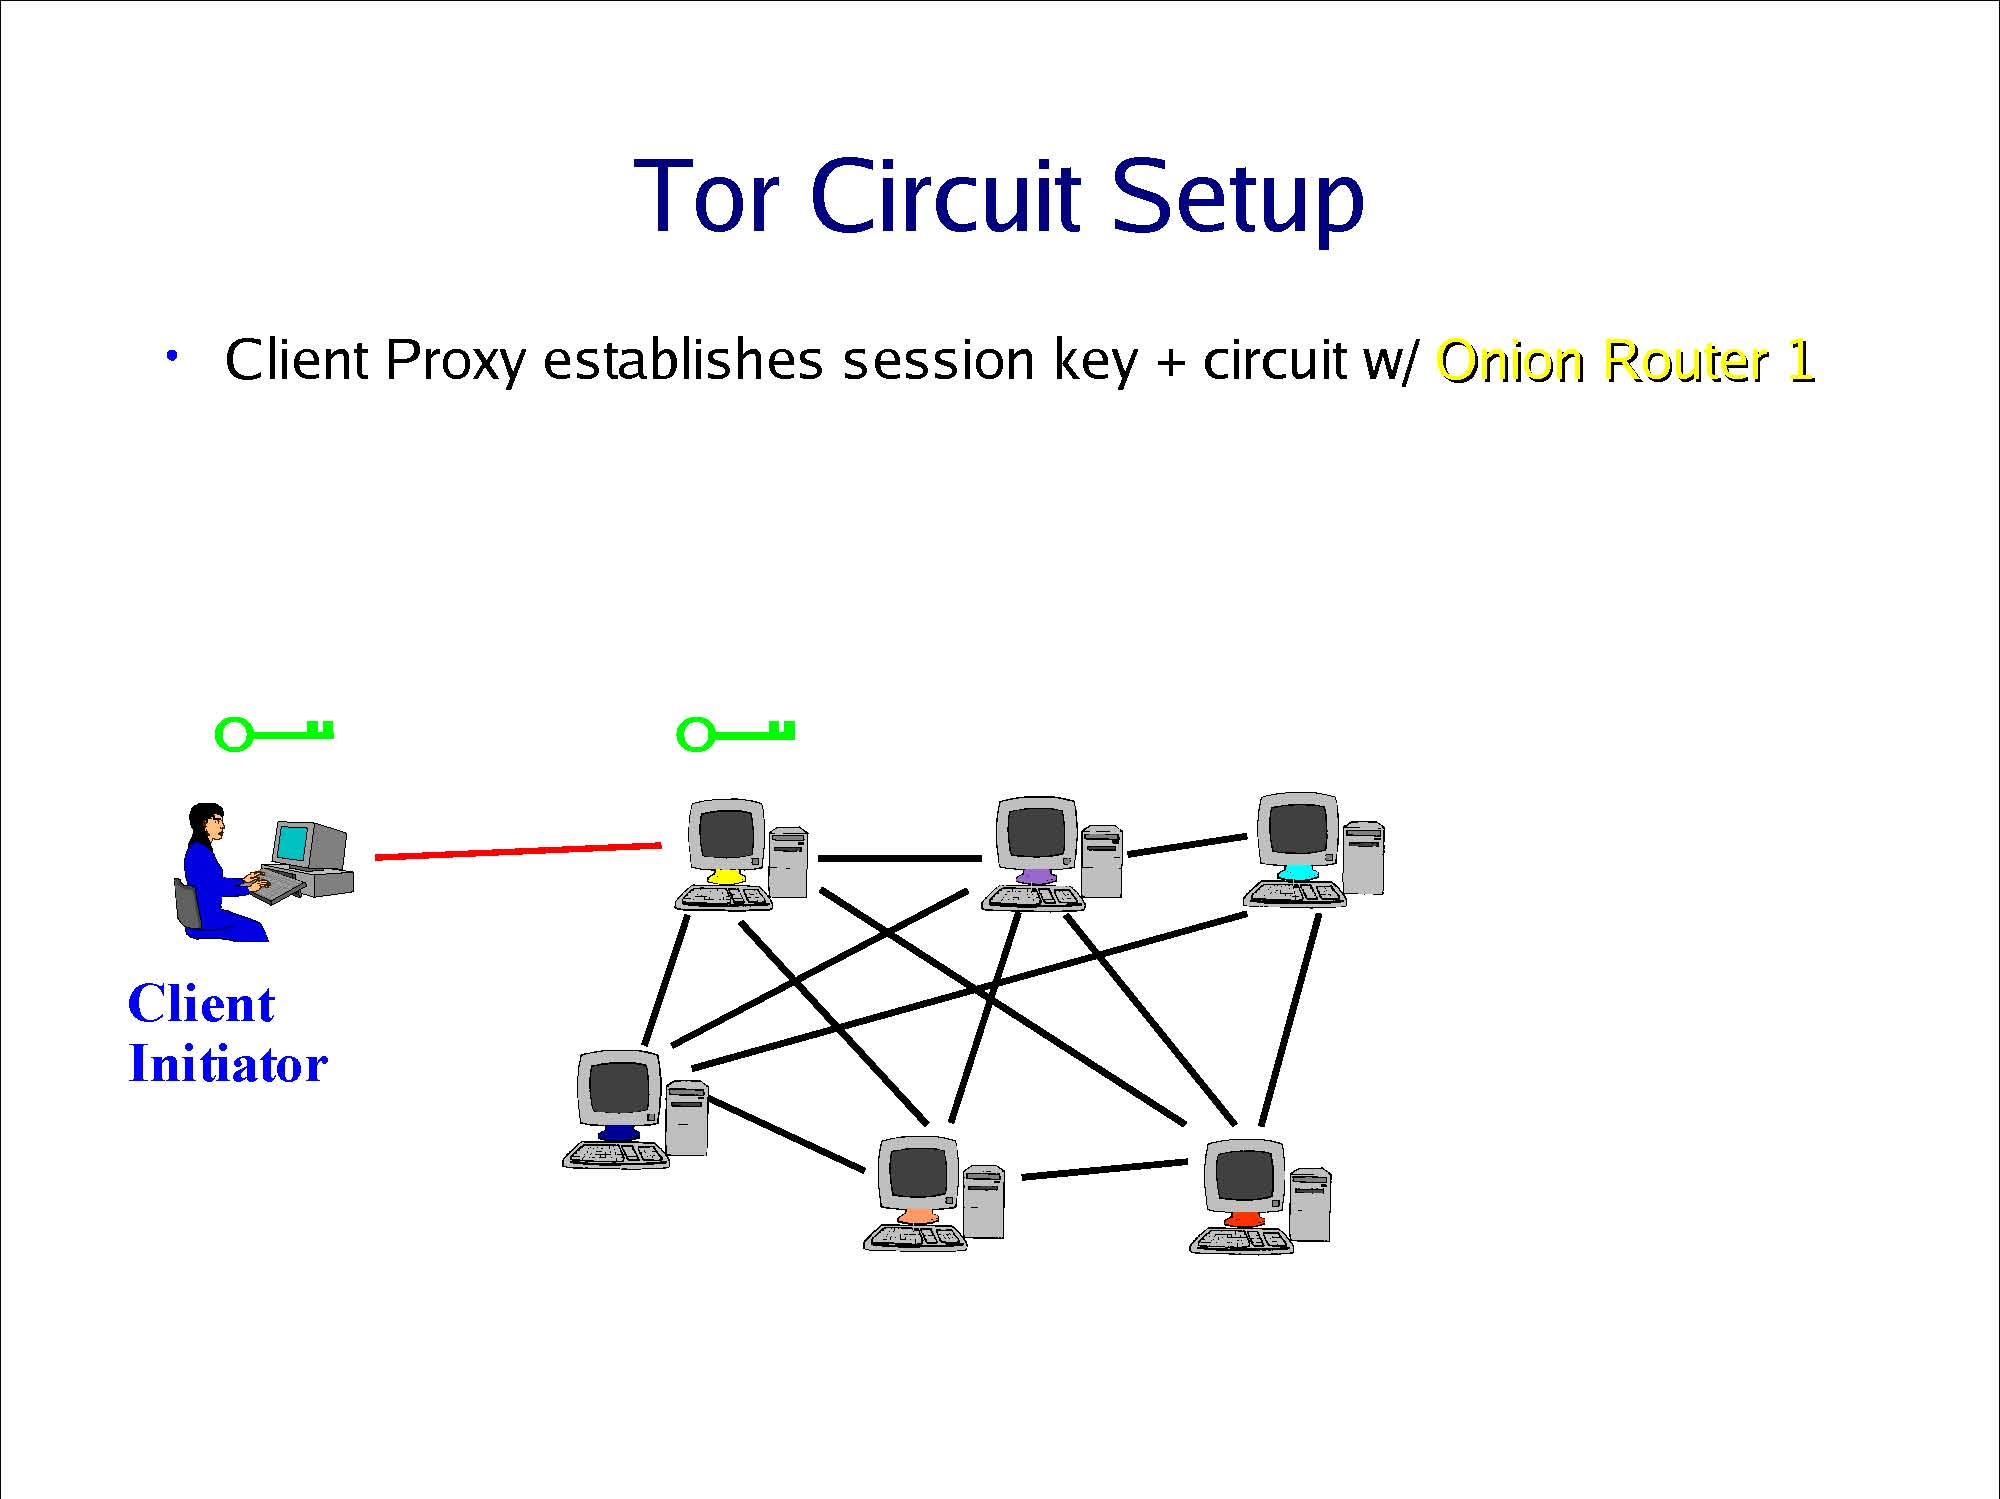 Tor Circuit Setup
• Client Proxy establishes session key + circuit w/ Onion Router 1
Client
Initiator